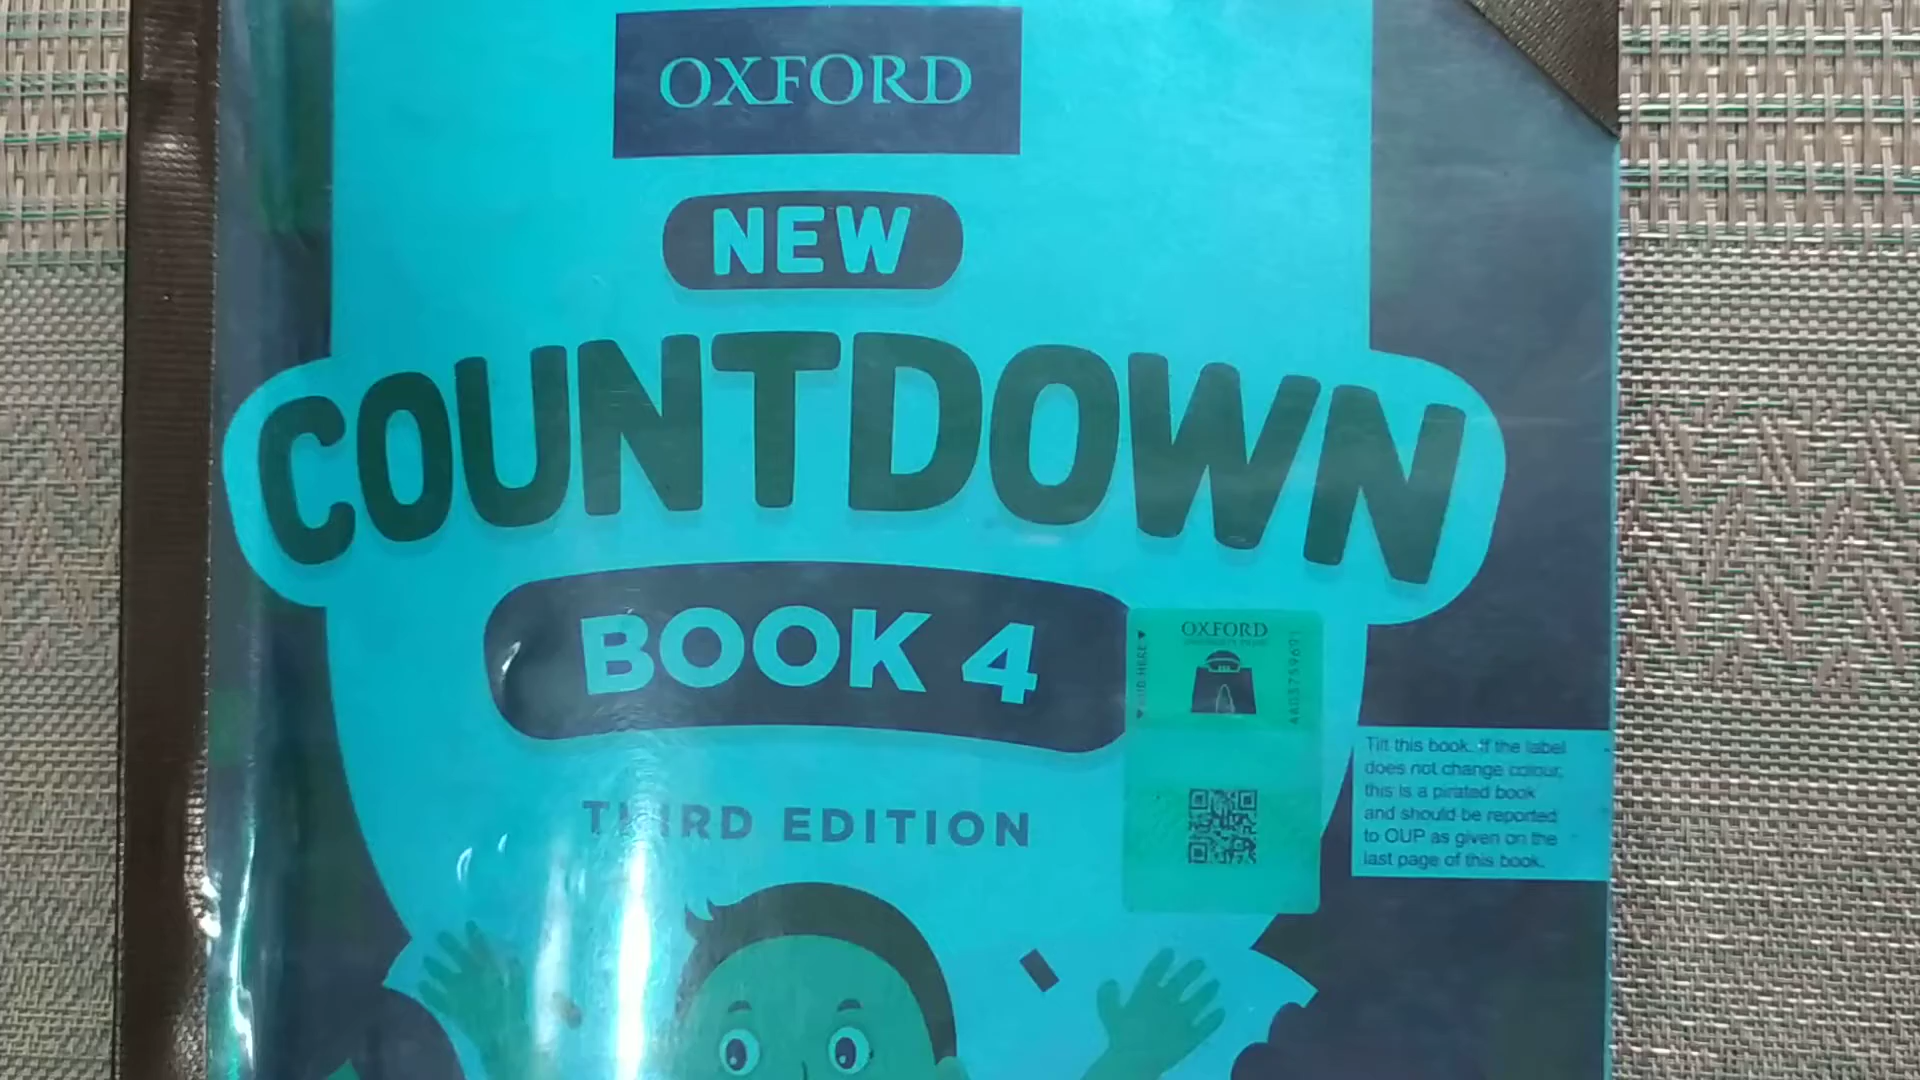 OXFORD
NEW
COUNTDOWN
BOOK 4
THIRD EDITION
OXFORD
Tilt this book. If the label
does not change colour,
this is a pirated book
and should be reported
to OUP as given on the
last page of this book.